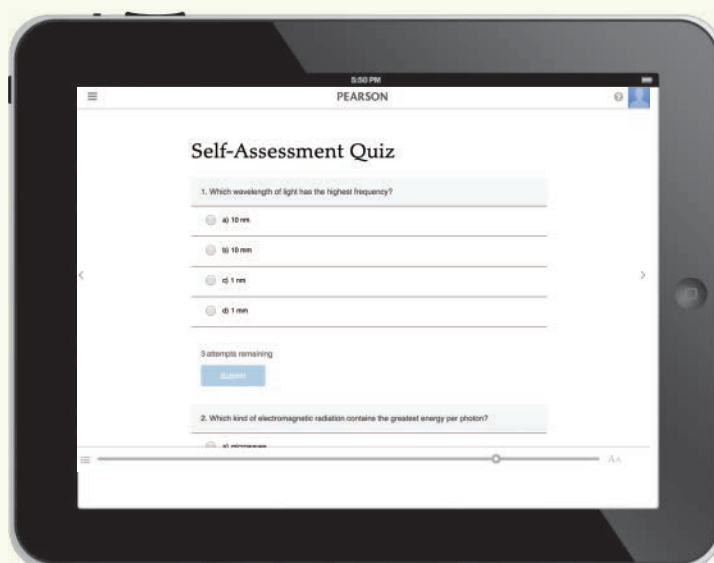 5:50 PM
PEARSON
Self-Assessment Quiz
1. Which wavelength of light has the highest frequency?
a) 10 nm
b) 10 mm
c) 1 nm
d) 1 mm
3 attempts remaining
Submit
2. Which kind of electromagnetic radiation contains the greatest energy per photon?
a) microwaves
AA